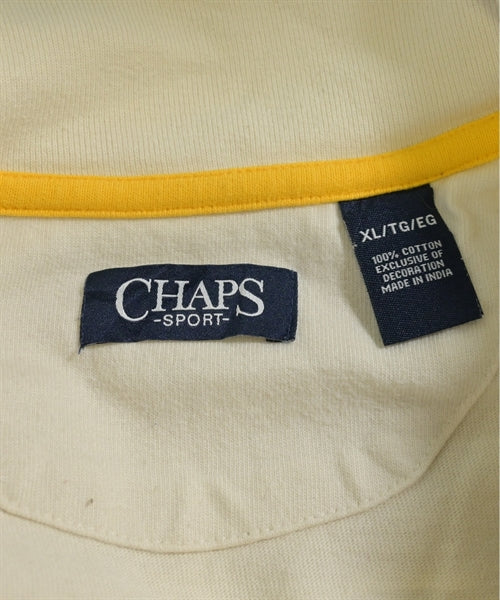 CHAPS
-SPORT-
XL/TG/EG
100% COTTON
EXCLUSIVE OF
DECORATION
MADE IN INDIA